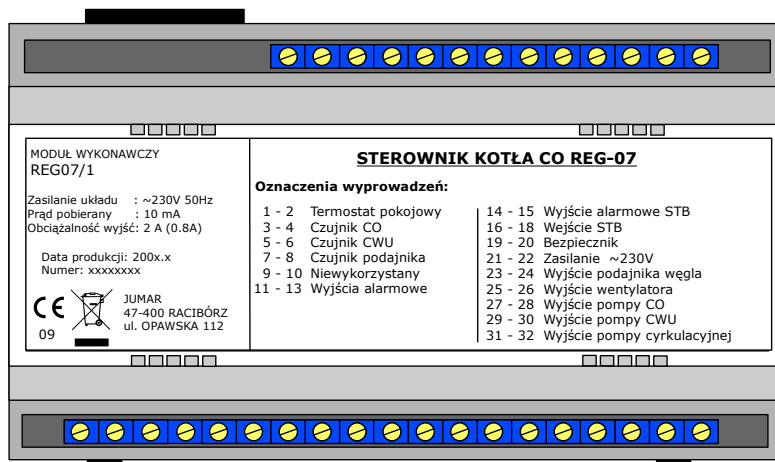 MODUŁ WYKONAWCZY
REG07/1
Zasilanie układu : ~230V 50Hz
Prąd pobierany : 10 mA
Obciążalność wyjść: 2 A (0.8A)
Data produkcji: 200x.x
Numer: xxxxxxxx
CE
09
JUMAR
47-400 RACIBÓRZ
ul. OPAWSKA 112
STEROWNIK KOTŁA CO REG-07
Oznaczenia wyprowadzeń:
1 - 2 Termostat pokojowy
3 - 4 Czujnik CO
5 - 6 Czujnik CWU
7 - 8 Czujnik podajnika
9 - 10 Niewykorzystany
11 - 13 Wyjścia alarmowe
14 - 15 Wyjście alarmowe STB
16 - 18 Wejście STB
19 - 20 Bezpiecznik
21 - 22 Zasilanie ~230V
23 - 24 Wyjście podajnika węgla
25 - 26 Wyjście wentylatora
27 - 28 Wyjście pompy CO
29 - 30 Wyjście pompy CWU
31 - 32 Wyjście pompy cyrkulacyjnej